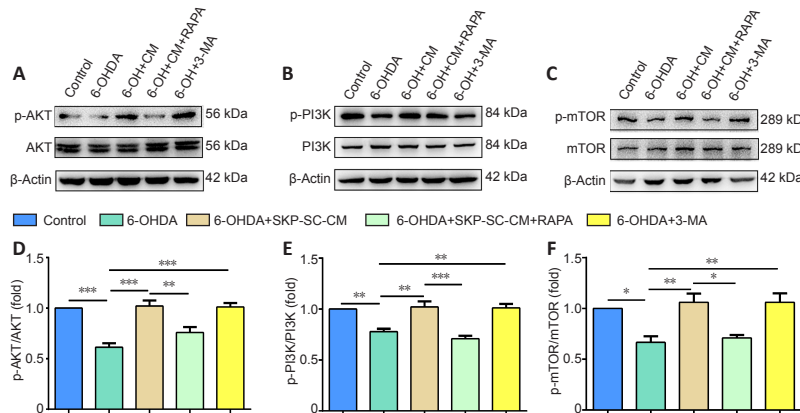 A
Control
6-OHDA
6-OH+CM
6-OH+CM+RAPA
6-OH+3-MA
p-AKT
56 kDa
AKT
56 kDa
β-Actin
42 kDa
B
Control
6-OHDA
6-OH+CM
6-OH+CM+RAPA
6-OH+3-MA
p-PI3K
84 kDa
PI3K
84 kDa
β-Actin
42 kDa
C
Control
6-OHDA
6-OH+CM
6-OH+CM+RAPA
6-OH+3-MA
p-mTOR
289 kD
mTOR
289 kD
β-Actin
42 kDa
Control 6-OHDA 6-OHDA+SKP-SC-CM 6-OHDA+SKP-SC-CM+RAPA 6-OHDA+3-MA
D
p-AKT/AKT (fold)
1.5
1.0
0.5
0
***
*** *** **
E
p-PI3K/PI3K (fold)
1.5
1.0
0.5
0
**
** ** ***
F
p-mTOR/mTOR (fold)
1.5
1.0
0.5
0
**
* ** *